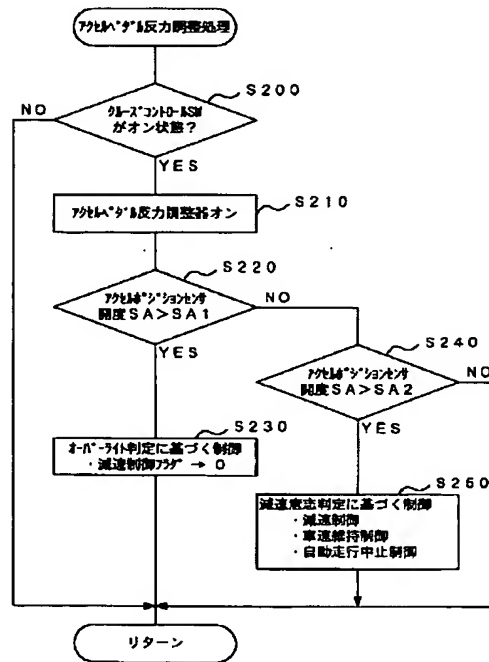 アクセルペダル反力調整処理
S200
NO
クルーズコントロールSW
がオン状態?
YES
S210
アクセルペダル反力調整器オン
S220
アクセルポジションセンサ
開度SA>SA1
NO
YES
S240
アクセルポジションセンサ
開度SA>SA2
NO
YES
S230
オーバーライト判定に基づく制御
・減速制御フラグ → 0
S250
減速意志判定に基づく制御
・減速制御
・車速維持制御
・自動走行中止制御
リターン